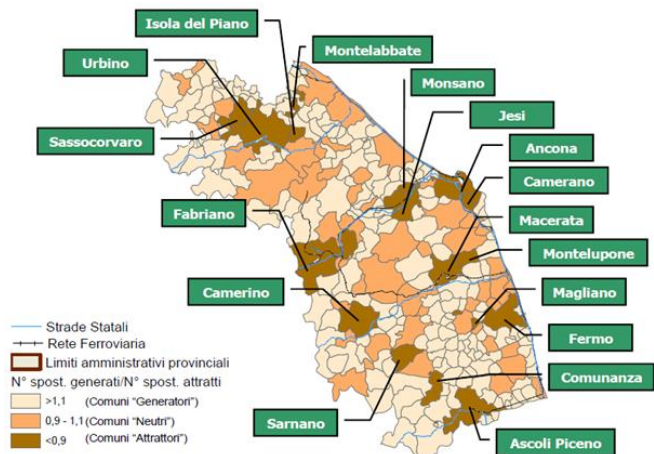 Isola del Piano
Montelabbate
Urbino
Monsano
Jesi
Sassocorvaro
Ancona
Camerano
Fabriano
Macerata
Montelupone
Camerino
Magliano
Fermo
Comunanza
Sarnano
Ascoli Piceno
Strade Statali
Rete Ferroviaria
Limiti amministrativi provinciali
N° spost. generati/N° spost. attratti
>1,1 (Comuni “Generatori”)
0,9 - 1,1 (Comuni “Neutri”)
<0,9 (Comuni “Attrattori”)